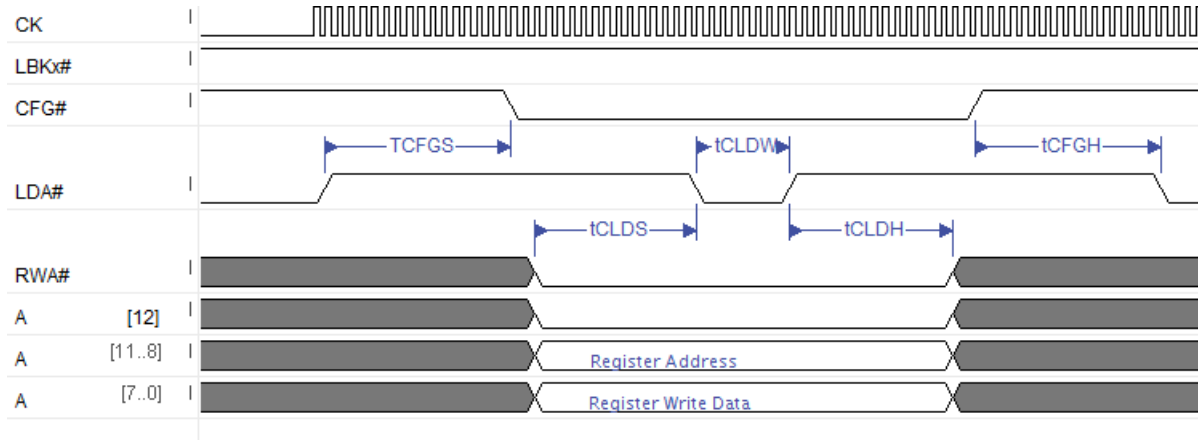 CK
LBKx#
CFG#
TCFGS tCLDW tCFGH
LDA#
tCLDS tCLDH
RWA#
A [12]
A [11..8] Register Address
A [7..0] Register Write Data